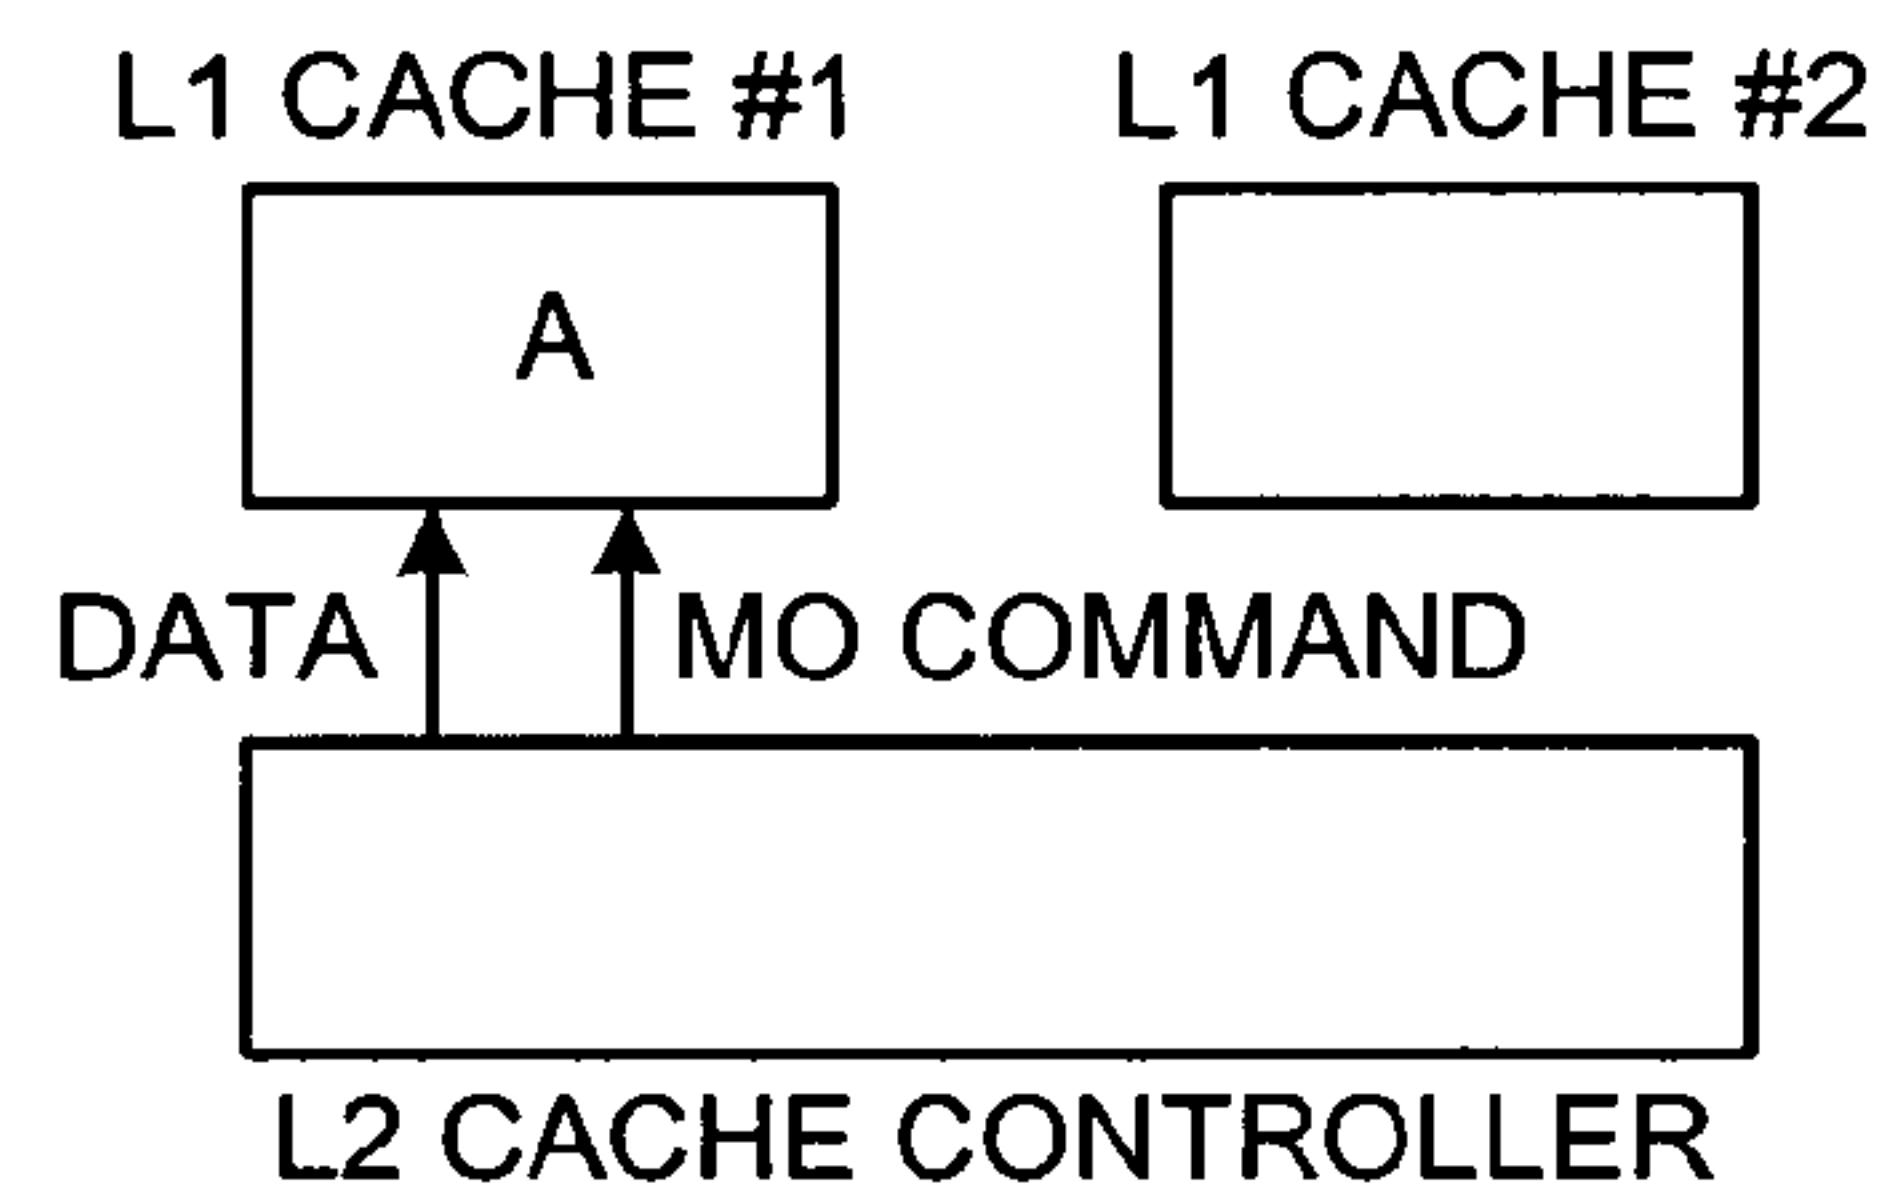 L1 CACHE #1 L1 CACHE #2
A
DATA MO COMMAND
L2 CACHE CONTROLLER